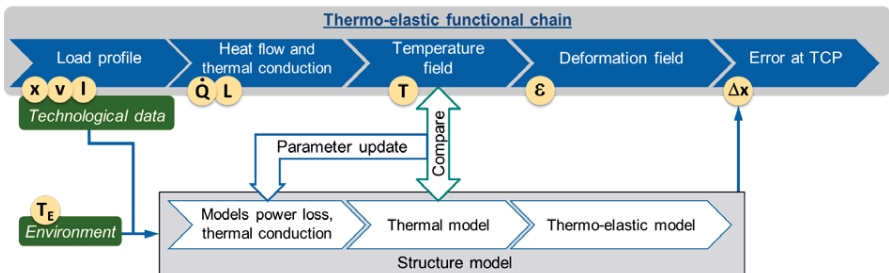 Thermo-elastic functional chain
Load profile
Heat flow and
thermal conduction
Temperature
field
Deformation field
Error at TCP
x v I
Q̇ L
T
ε
Δx
Technological data
Parameter update
Compare
T_E
Environment
Models power loss,
thermal conduction
Thermal model
Thermo-elastic model
Structure model